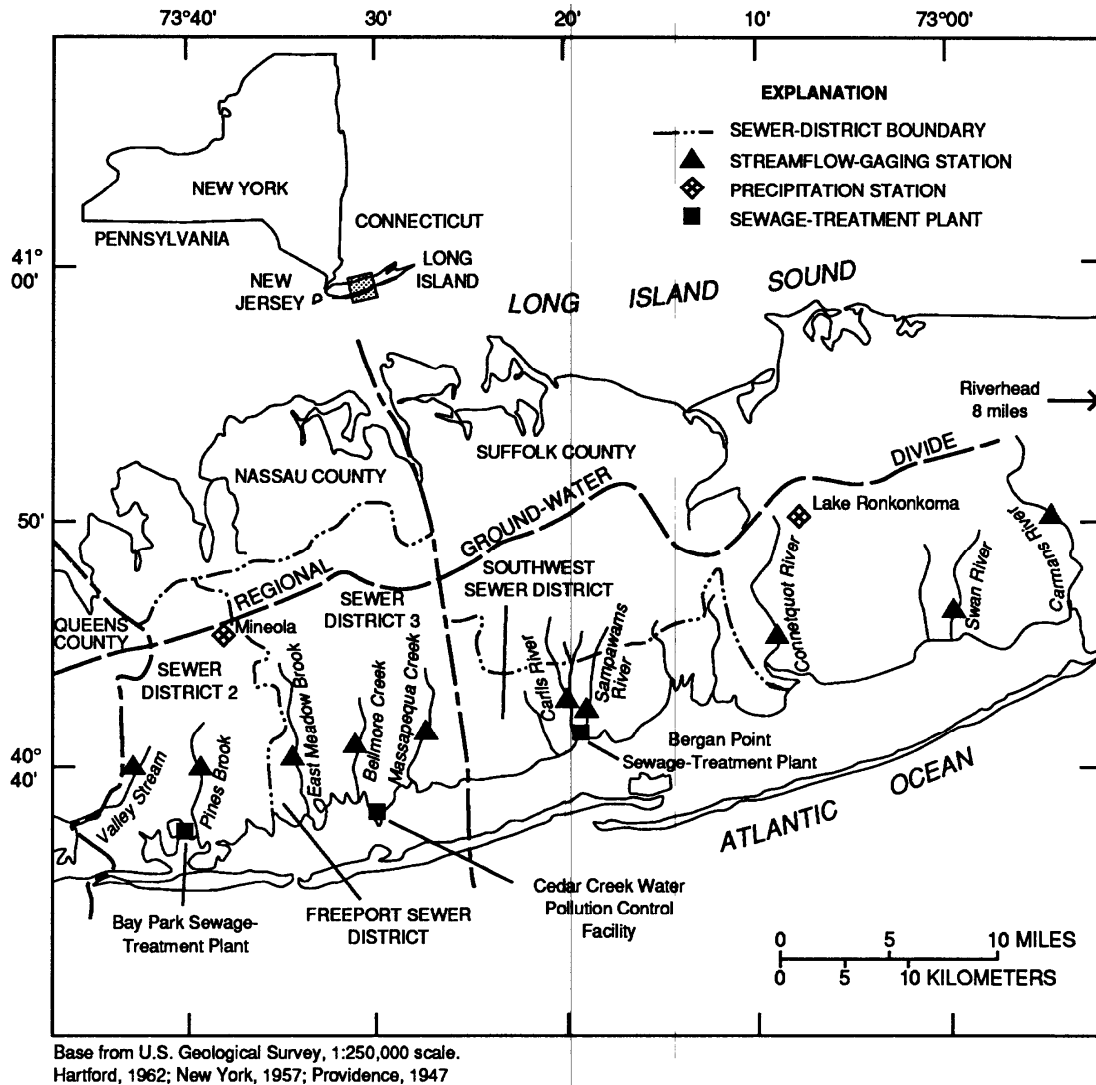 73°40'
30'
20'
10'
73°00'
EXPLANATION
SEWER-DISTRICT BOUNDARY
STREAMFLOW-GAGING STATION
PRECIPITATION STATION
SEWAGE-TREATMENT PLANT
NEW YORK
CONNECTICUT
PENNSYLVANIA
LONG
ISLAND
NEW
JERSEY
41°
00'
LONG ISLAND SOUND
Riverhead
8 miles
SUFFOLK COUNTY
NASSAU COUNTY
DIVIDE
GROUND-WATER
REGIONAL
Lake Ronkonkoma
50'
SOUTHWEST
SEWER DISTRICT
SEWER
DISTRICT 3
QUEENS
COUNTY
Mineola
SEWER
DISTRICT 2
Connetquot River
Swan River
Carmans River
Carlls River
Sampawams
River
East Meadow Brook
Bellmore Creek
Massapequa Creek
Bergan Point
Sewage-Treatment Plant
40°
40'
Valley Stream
Pines Brook
ATLANTIC OCEAN
Bay Park Sewage-
Treatment Plant
FREEPORT SEWER
DISTRICT
Cedar Creek Water
Pollution Control
Facility
0 5 10 MILES
0 5 10 KILOMETERS
Base from U.S. Geological Survey, 1:250,000 scale.
Hartford, 1962; New York, 1957; Providence, 1947